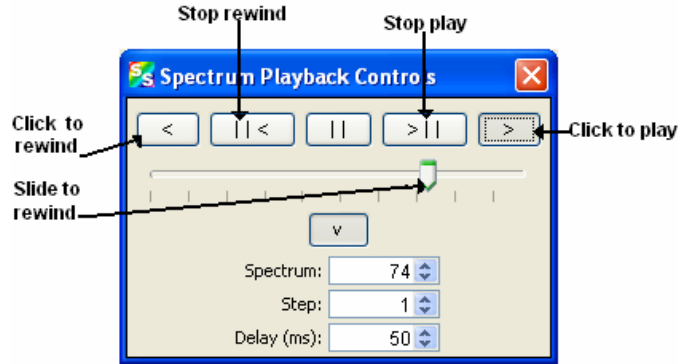 Stop rewind
Stop play
SS Spectrum Playback Controls
Click to
rewind
< ||< || >|| >
Click to play
Slide to
rewind
v
Spectrum: 74
Step: 1
Delay (ms): 50